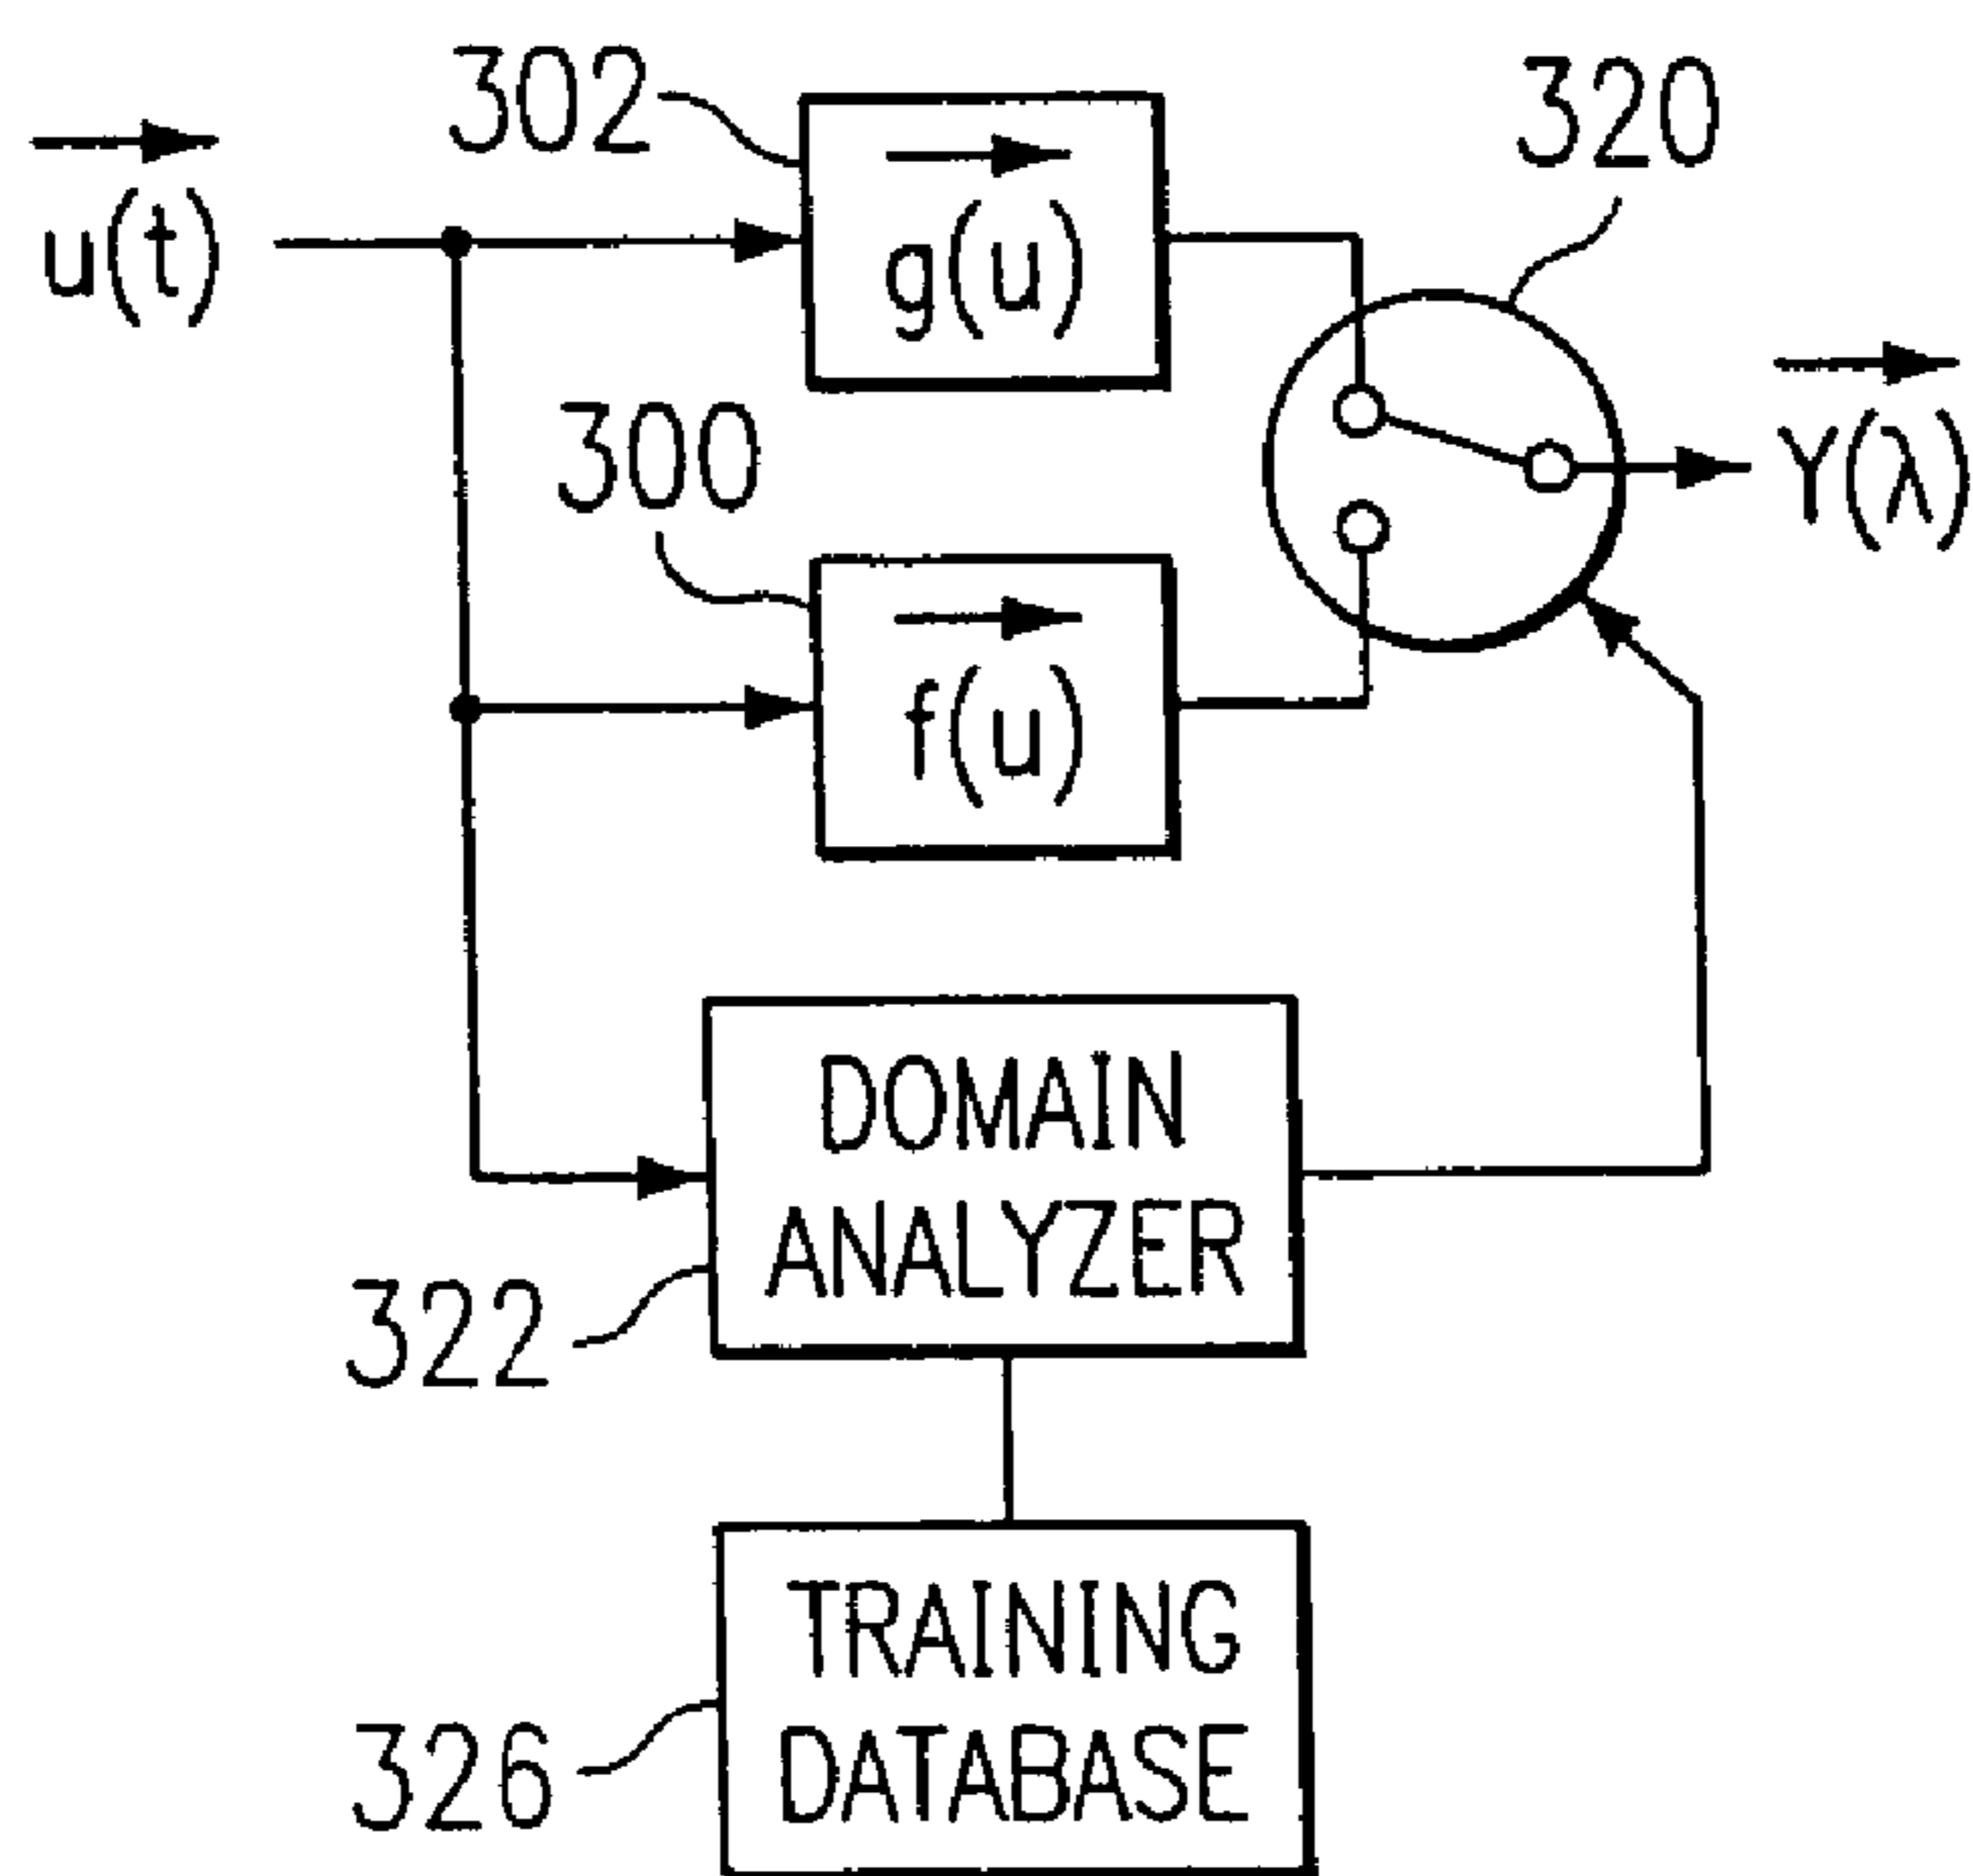 302
320
u(t)
g(u)
300
Y(λ)
f(u)
DOMAIN
ANALYZER
322
TRAINING
DATABASE
326